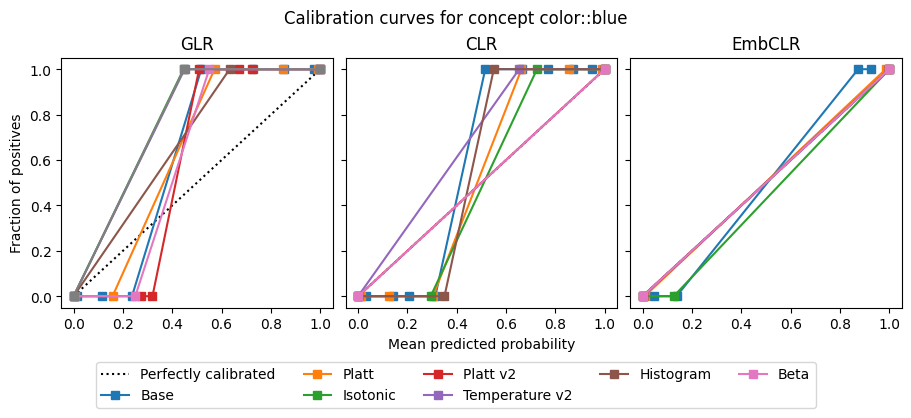 Calibration curves for concept color::blue
GLR
CLR
EmbCLR
Fraction of positives
1.0
0.8
0.6
0.4
0.2
0.0
0.0 0.2 0.4 0.6 0.8 1.0
0.0 0.2 0.4 0.6 0.8 1.0
0.0 0.2 0.4 0.6 0.8 1.0
Mean predicted probability
Perfectly calibrated
Base
Platt
Isotonic
Platt v2
Temperature v2
Histogram
Beta